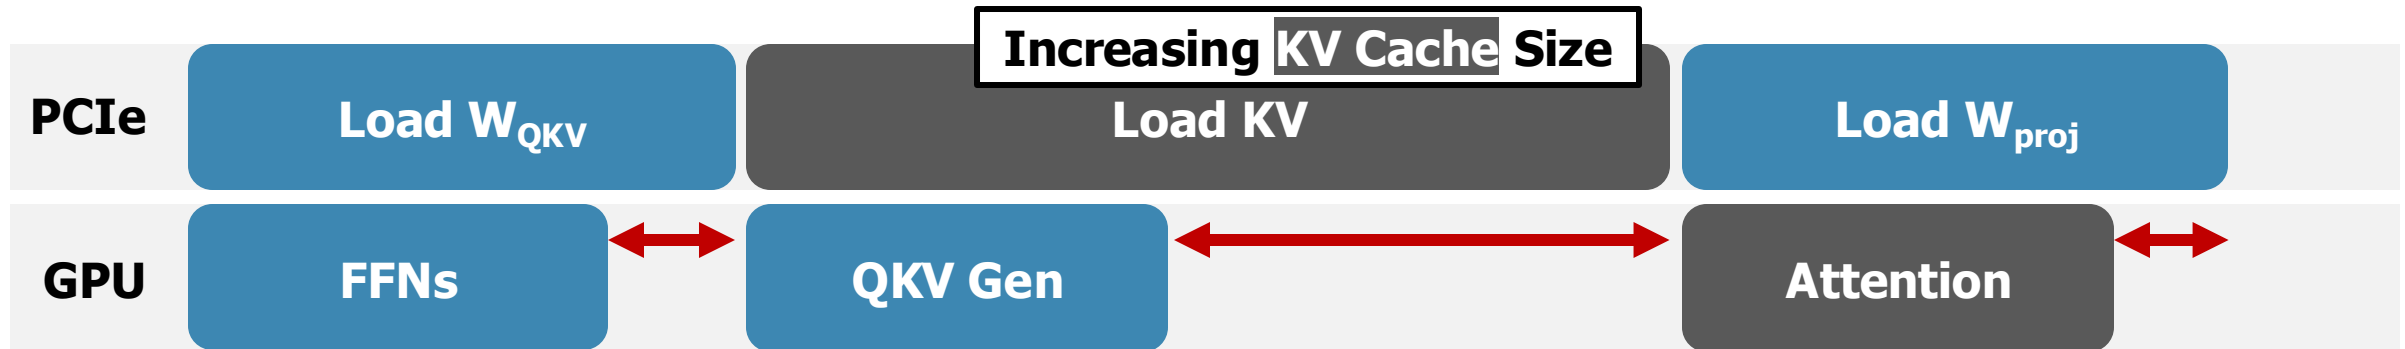 Increasing KV Cache Size
PCIe
Load W_QKV
Load KV
Load W_proj
GPU
FFNs
QKV Gen
Attention